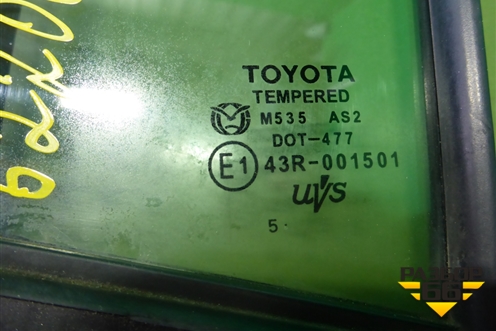 TOYOTA
TEMPERED
M535 AS2
DOT-477
E1 43R-001501
uvs
5.